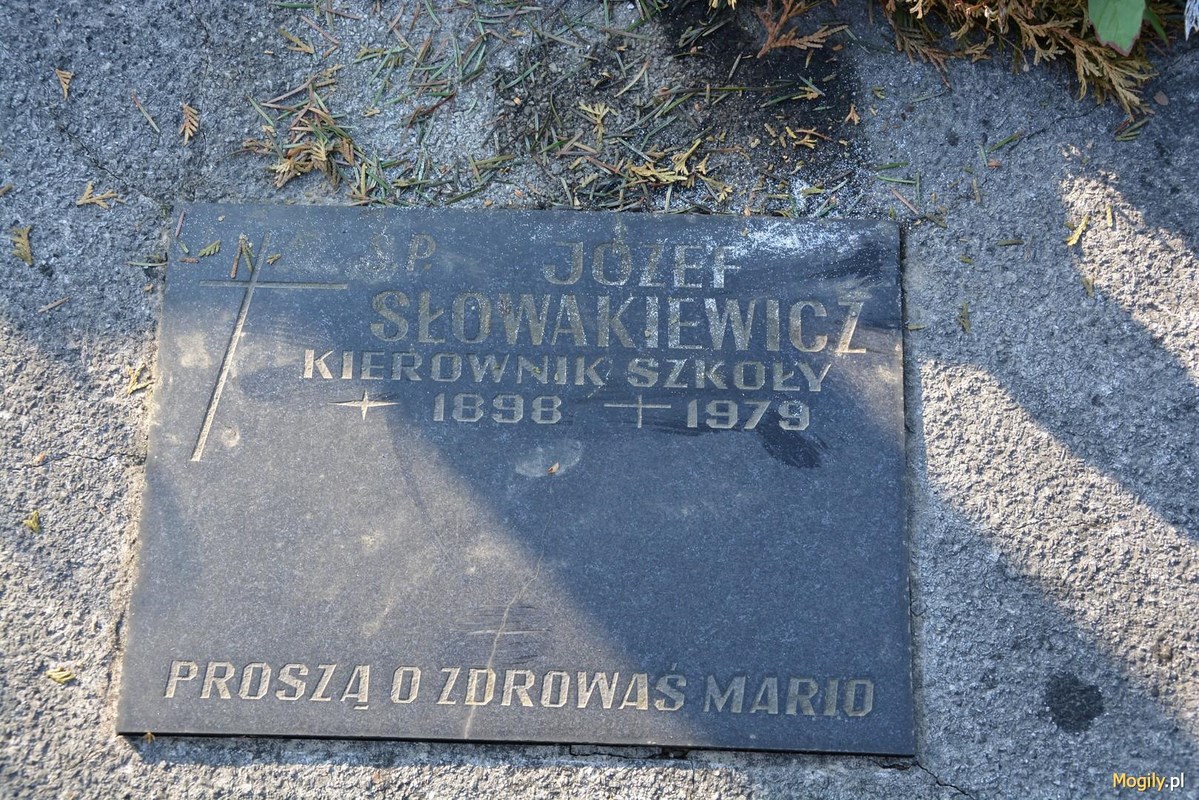 Ś.P. JÓZEF
SŁOWAKIEWICZ
KIEROWNIK SZKOŁY
1898 1979
PROSZĄ O ZDROWAŚ MARIO
Mogily.pl